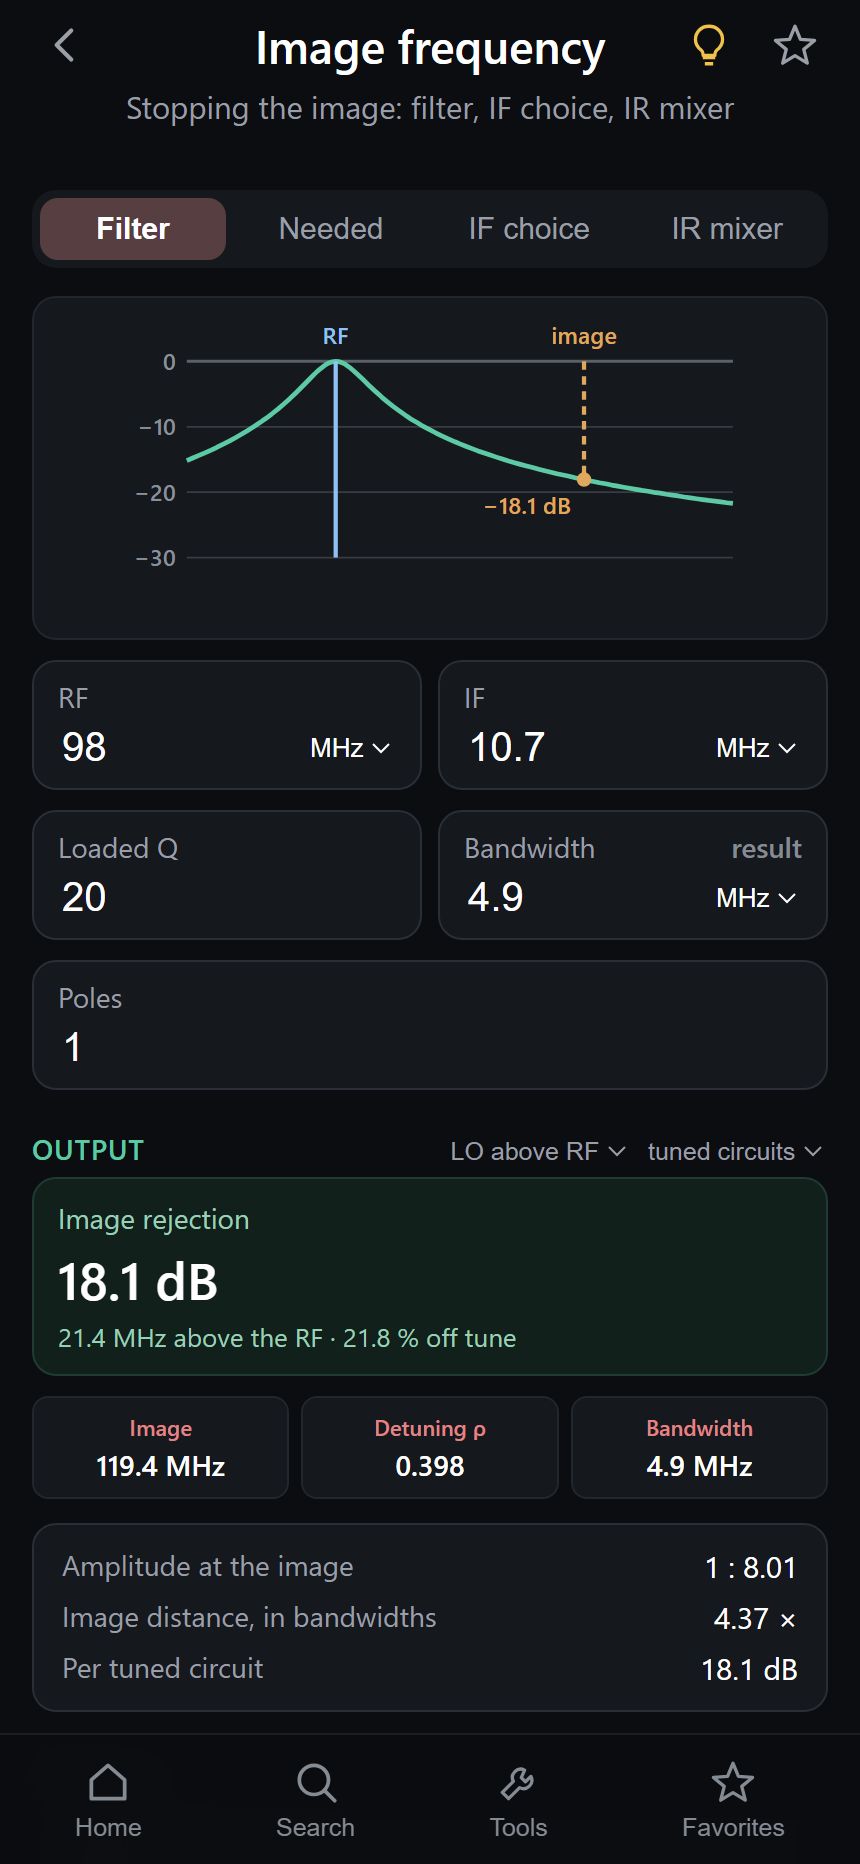 Image frequency
Stopping the image: filter, IF choice, IR mixer
Filter
Needed
IF choice
IR mixer
RF
image
0
−10
−20
−30
−18.1 dB
RF
98
MHz
IF
10.7
MHz
Loaded Q
20
Bandwidth
result
4.9
MHz
Poles
1
OUTPUT
LO above RF
tuned circuits
Image rejection
18.1 dB
21.4 MHz above the RF · 21.8 % off tune
Image
119.4 MHz
Detuning ρ
0.398
Bandwidth
4.9 MHz
Amplitude at the image
1 : 8.01
Image distance, in bandwidths
4.37 ×
Per tuned circuit
18.1 dB
Home
Search
Tools
Favorites